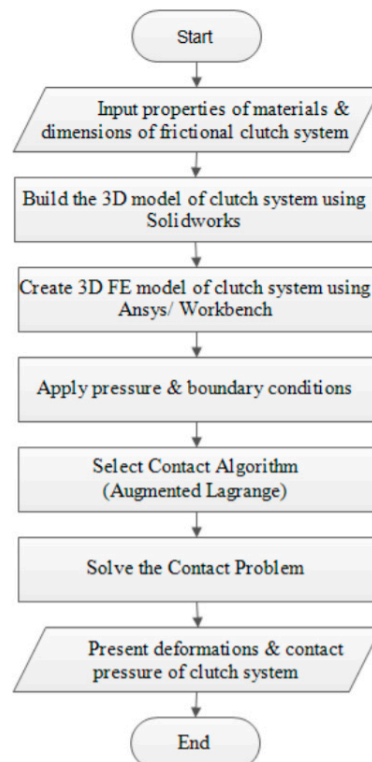 Start
Input properties of materials &
dimensions of frictional clutch system
Build the 3D model of clutch system using
Solidworks
Create 3D FE model of clutch system using
Ansys/ Workbench
Apply pressure & boundary conditions
Select Contact Algorithm
(Augmented Lagrange)
Solve the Contact Problem
Present deformations & contact
pressure of clutch system
End